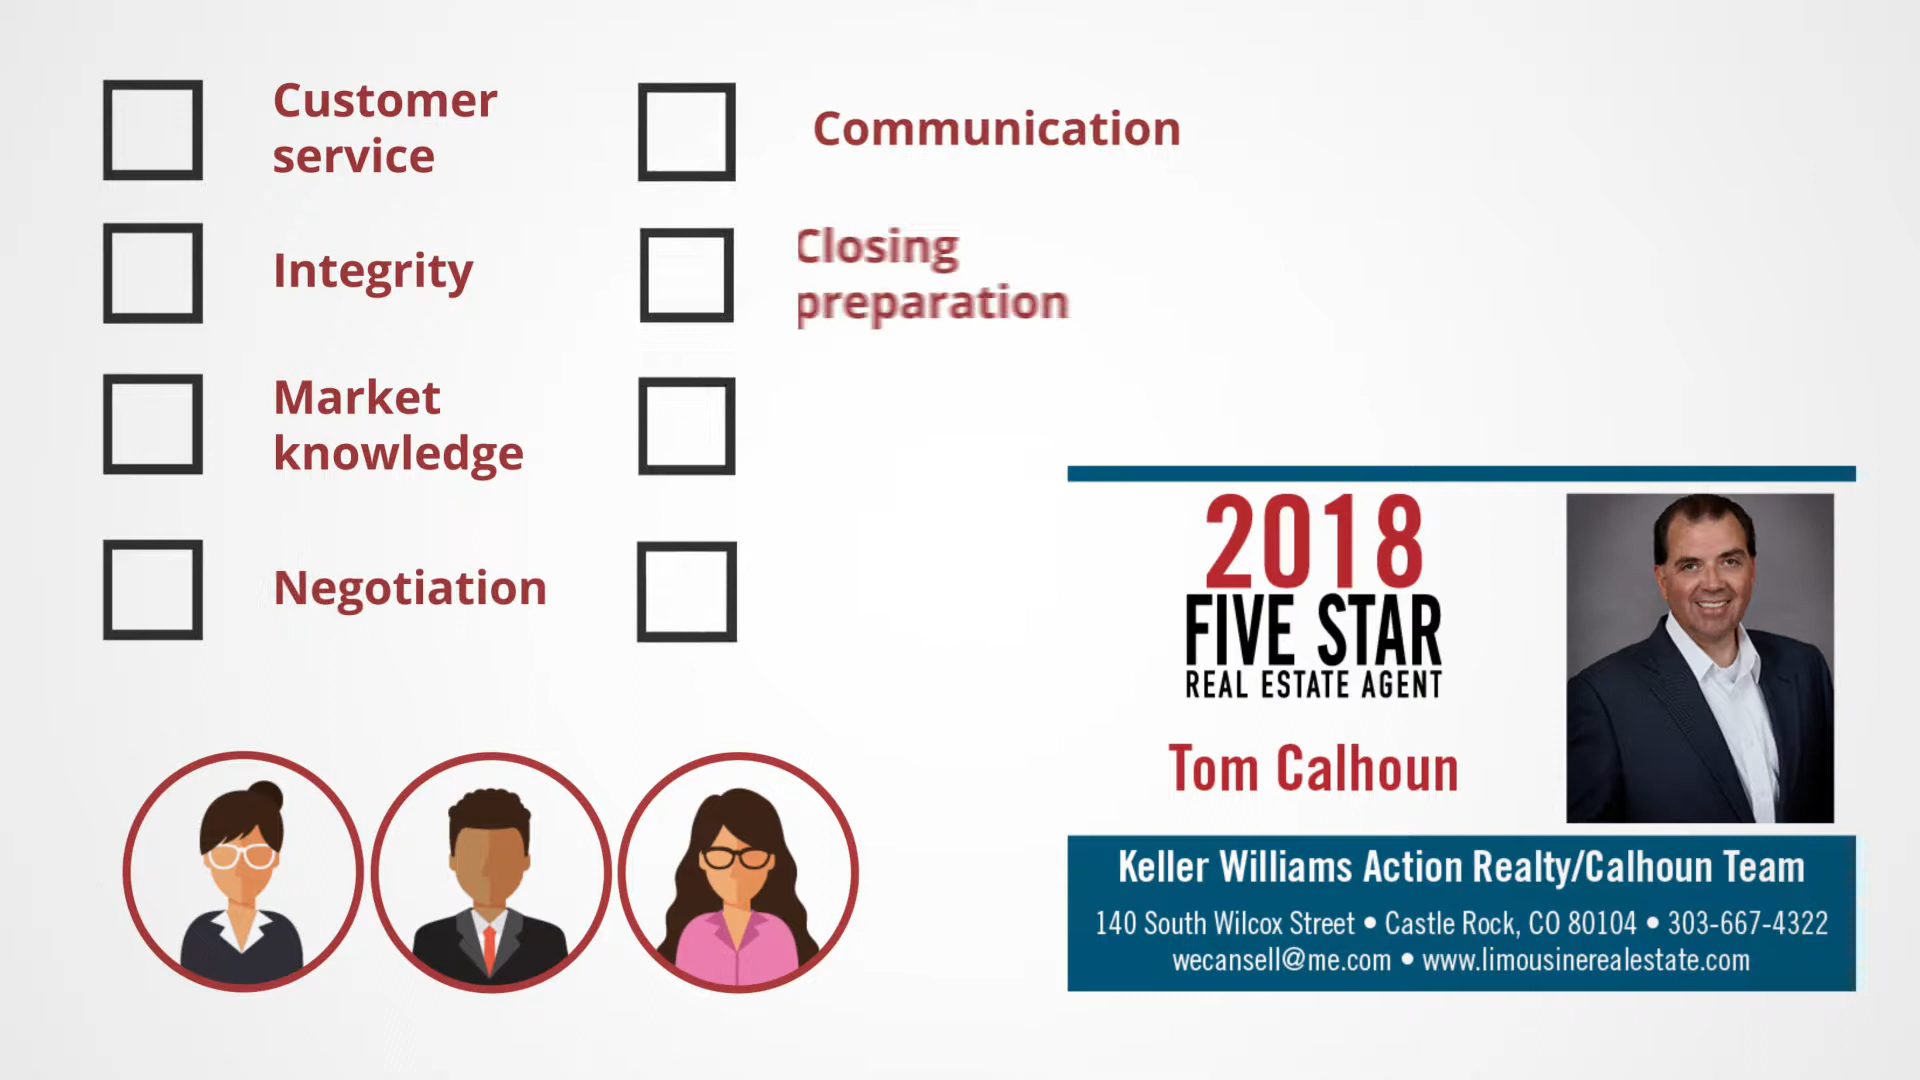 Customer
service
Integrity
Market
knowledge
Negotiation
Communication
Closing
preparation
2018
FIVE STAR
REAL ESTATE AGENT
Tom Calhoun
Keller Williams Action Realty/Calhoun Team
140 South Wilcox Street • Castle Rock, CO 80104 • 303-667-4322
wecansell@me.com • www.limousinerealestate.com